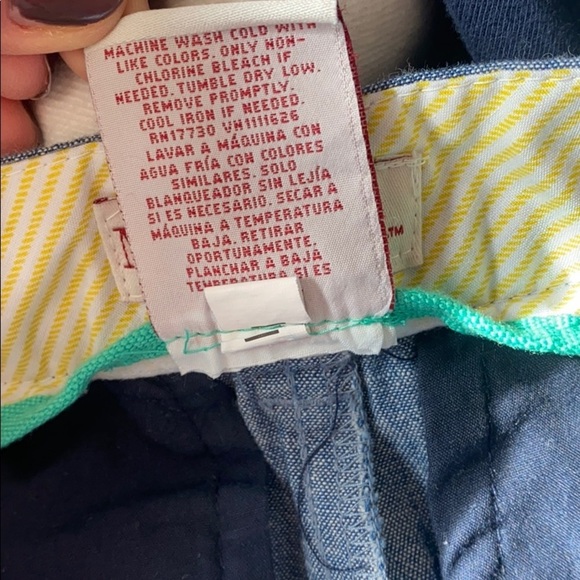 MACHINE WASH COLD WITH
LIKE COLORS. ONLY NON-
CHLORINE BLEACH IF
NEEDED. TUMBLE DRY LOW.
REMOVE PROMPTLY.
COOL IRON IF NEEDED.
RN17730 VN1111626
LAVAR A MÁQUINA CON
AGUA FRÍA CON COLORES
SIMILARES. SOLO
BLANQUEADOR SIN LEJÍA
SI ES NECESARIO. SECAR A
MÁQUINA A TEMPERATURA
BAJA. RETIRAR
OPORTUNAMENTE.
PLANCHAR A BAJA
TEMPERATURA SI ES
TM